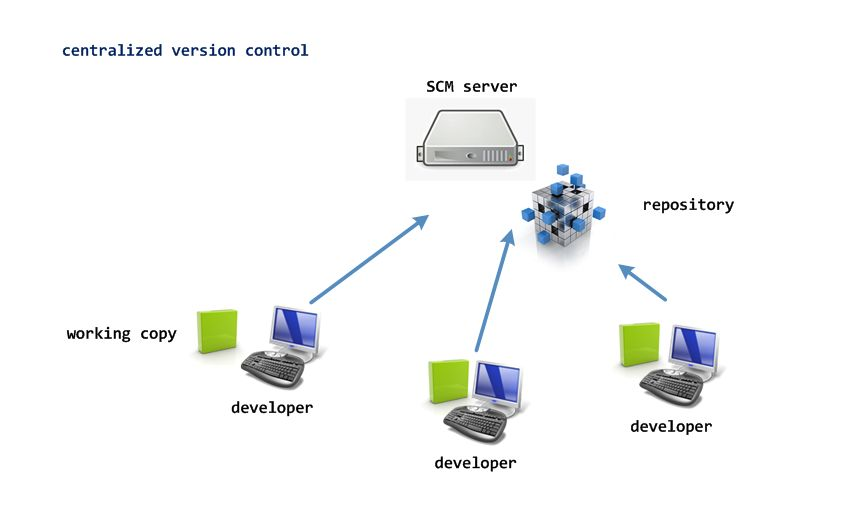 centralized version control
SCM server
repository
working copy
developer
developer
developer